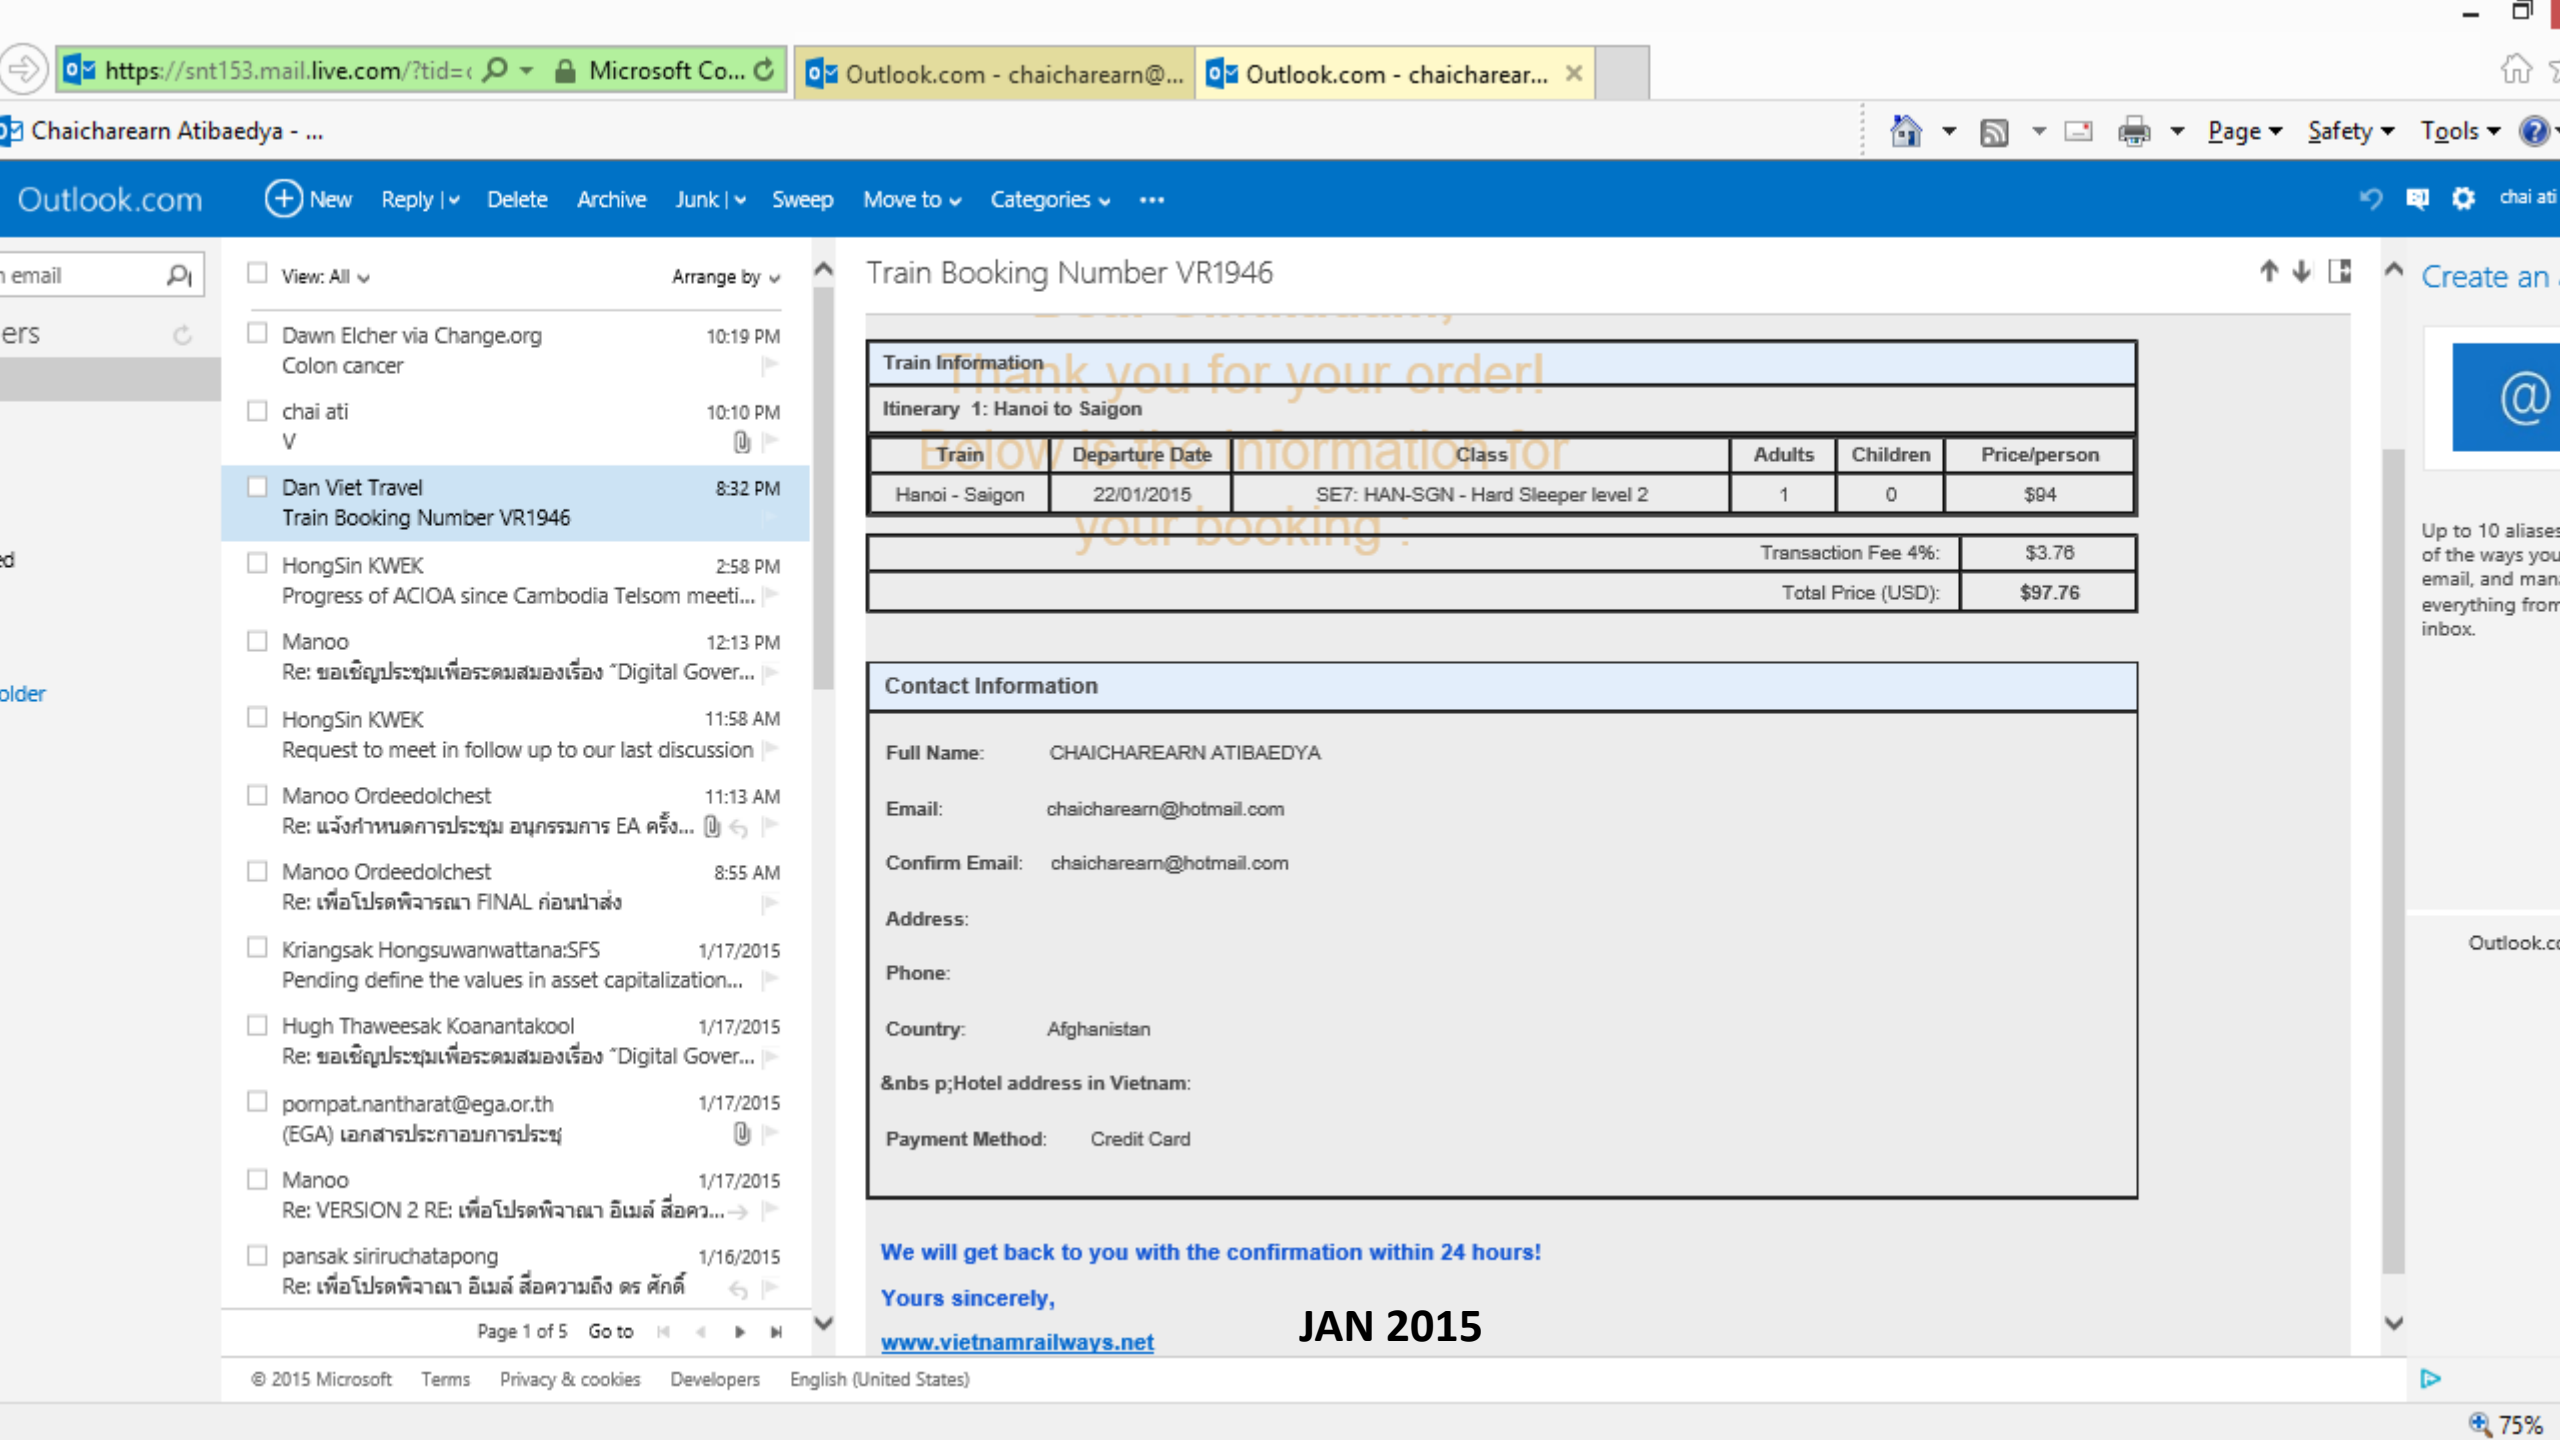 https://snt153.mail.live.com/?tid=c
Microsoft Co...
Outlook.com - chaicharearn@...
Outlook.com - chaicharear...
Chaicharearn Atibaedya - ...
Page
Safety
Tools
Outlook.com
New
Reply
Delete
Archive
Junk
Sweep
Move to
Categories
chai ati
email
View: All
Arrange by
Train Booking Number VR1946
Create an
ers
Dawn Elcher via Change.org 10:19 PM
Colon cancer
chai ati 10:10 PM
V
Dan Viet Travel 8:32 PM
Train Booking Number VR1946
ed
HongSin KWEK 2:58 PM
Progress of ACIOA since Cambodia Telsom meeti...
Manoo 12:13 PM
Re: ขอเชิญประชุมเพื่อระดมสมองเรื่อง "Digital Gover...
older
HongSin KWEK 11:58 AM
Request to meet in follow up to our last discussion
Manoo Ordeedolchest 11:13 AM
Re: แจ้งกำหนดการประชุม อนุกรรมการ EA ครั้ง...
Manoo Ordeedolchest 8:55 AM
Re: เพื่อโปรดพิจารณา FINAL ก่อนนำส่ง
Kriangsak Hongsuwanwattana:SFS 1/17/2015
Pending define the values in asset capitalization...
Hugh Thaweesak Koanantakool 1/17/2015
Re: ขอเชิญประชุมเพื่อระดมสมองเรื่อง "Digital Gover...
pornpat.nantharat@ega.or.th 1/17/2015
(EGA) เอกสารประกาอบการประชุ
Manoo 1/17/2015
Re: VERSION 2 RE: เพื่อโปรดพิจาณา อีเมล์ สื่อคว...
pansak siriruchatapong 1/16/2015
Re: เพื่อโปรดพิจาณา อีเมล์ สื่อความถึง ดร ศักดิ์
Page 1 of 5 Go to
Thank you for your order!
Below is the information for
your booking :
Train Information
Itinerary 1: Hanoi to Saigon
Train Departure Date Class Adults Children Price/person
Hanoi - Saigon 22/01/2015 SE7: HAN-SGN - Hard Sleeper level 2 1 0 $94
Transaction Fee 4%: $3.76
Total Price (USD): $97.76
Contact Information
Full Name: CHAICHAREARN ATIBAEDYA
Email: chaicharearn@hotmail.com
Confirm Email: chaicharearn@hotmail.com
Address:
Phone:
Country: Afghanistan
&nbs p;Hotel address in Vietnam:
Payment Method: Credit Card
We will get back to you with the confirmation within 24 hours!
Yours sincerely,
www.vietnamrailways.net
JAN 2015
@
Up to 10 aliases
of the ways you
email, and man
everything from
inbox.
Outlook.co
© 2015 Microsoft Terms Privacy & cookies Developers English (United States)
75%